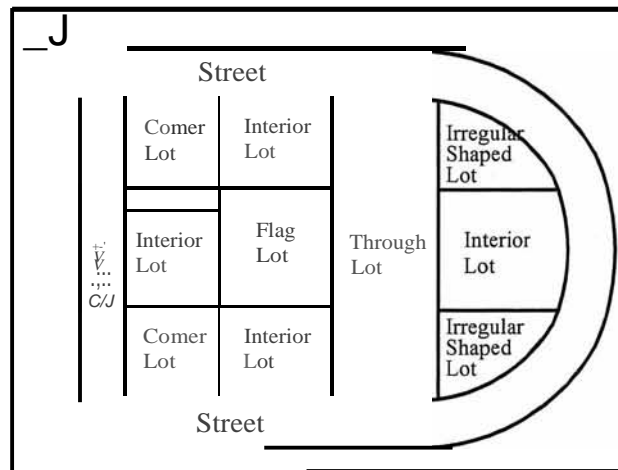 _J
Street
Comer
Lot
Interior
Lot
Irregular
Shaped
Lot
Interior
Lot
Flag
Lot
Through
Lot
Interior
Lot
C/J
Comer
Lot
Interior
Lot
Irregular
Shaped
Lot
Street